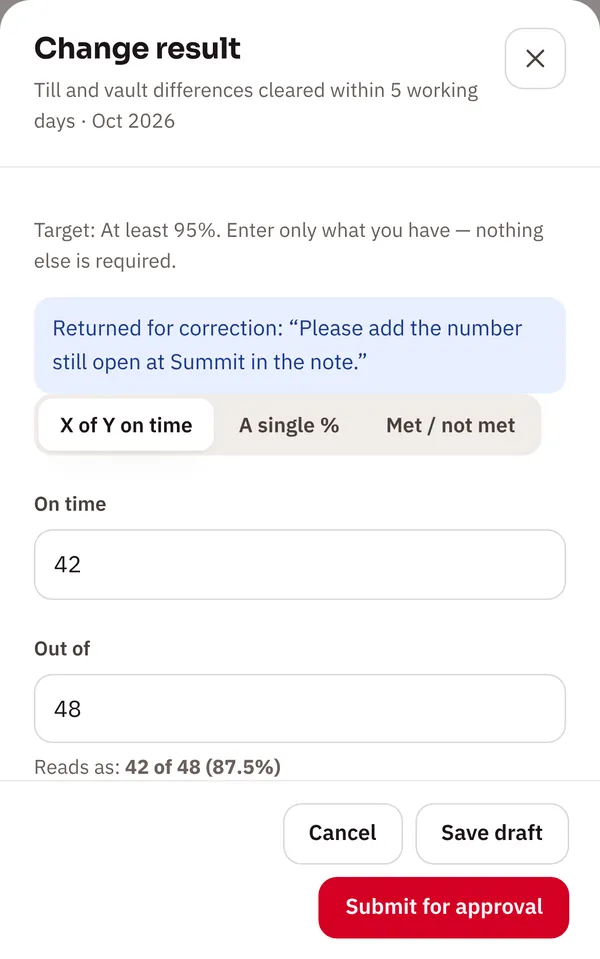 Change result
Till and vault differences cleared within 5 working
days · Oct 2026
Target: At least 95%. Enter only what you have — nothing
else is required.
Returned for correction: “Please add the number
still open at Summit in the note.”
X of Y on time
A single %
Met / not met
On time
42
Out of
48
Reads as: 42 of 48 (87.5%)
Cancel
Save draft
Submit for approval